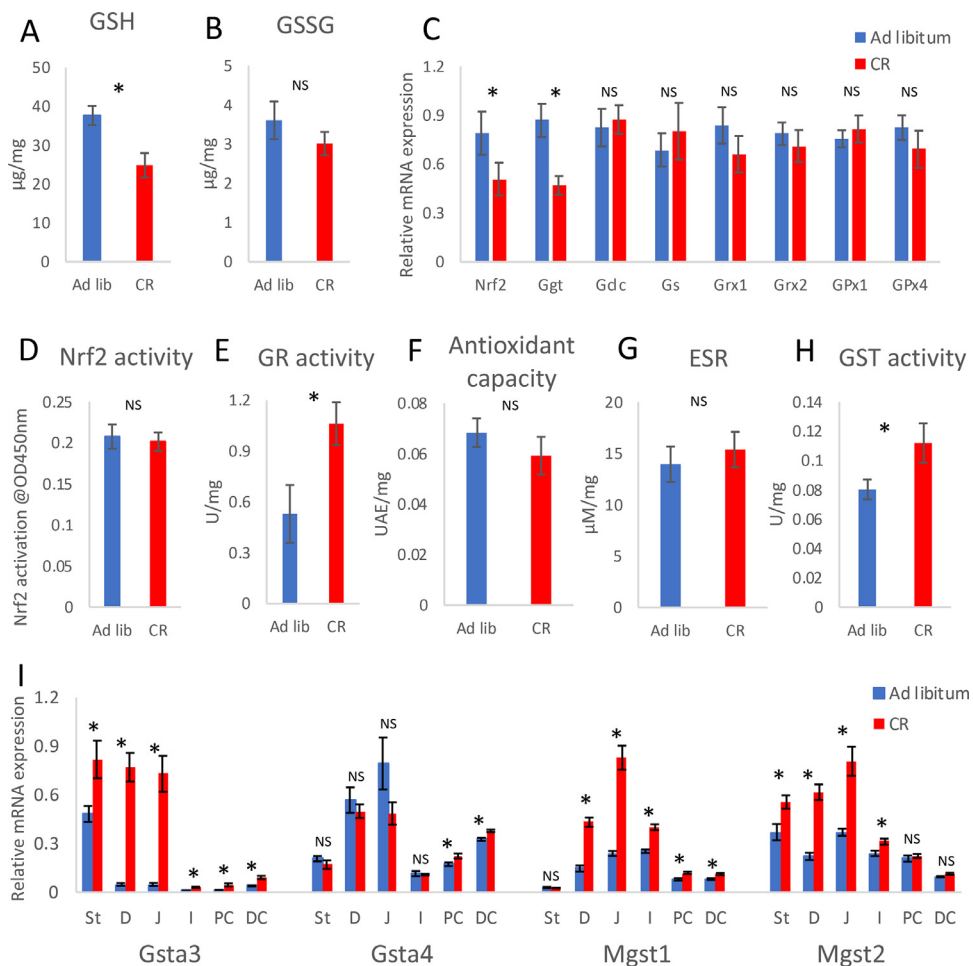 A GSH
µg/mg
50
40
30
20
10
0
*
Ad lib CR
B GSSG
µg/mg
5
4
3
2
1
0
NS
Ad lib CR
C
Ad libitum
CR
Relative mRNA expression
1.2
0.9
0.6
0.3
0
* * NS NS NS NS NS NS
Nrf2 Ggt Gclc Gs Grx1 Grx2 GPx1 GPx4
D Nrf2 activity
Nrf2 activation @OD450nm
0.25
0.2
0.15
0.1
0.05
0
NS
Ad lib CR
E GR activity
U/mg
1.2
0.9
0.6
0.3
0
*
Ad lib CR
F Antioxidant
capacity
UAE/mg
0.08
0.06
0.04
0.02
0
NS
Ad lib CR
G ESR
µM/mg
20
15
10
5
0
NS
Ad lib CR
H GST activity
U/mg
0.14
0.12
0.1
0.08
0.06
0.04
0.02
0
*
Ad lib CR
I
Ad libitum
CR
Relative mRNA expression
1.2
0.9
0.6
0.3
0
* * * * * * NS NS NS NS * * NS * * * * * * * * * NS NS
St D J I PC DC St D J I PC DC St D J I PC DC St D J I PC DC
Gsta3 Gsta4 Mgst1 Mgst2